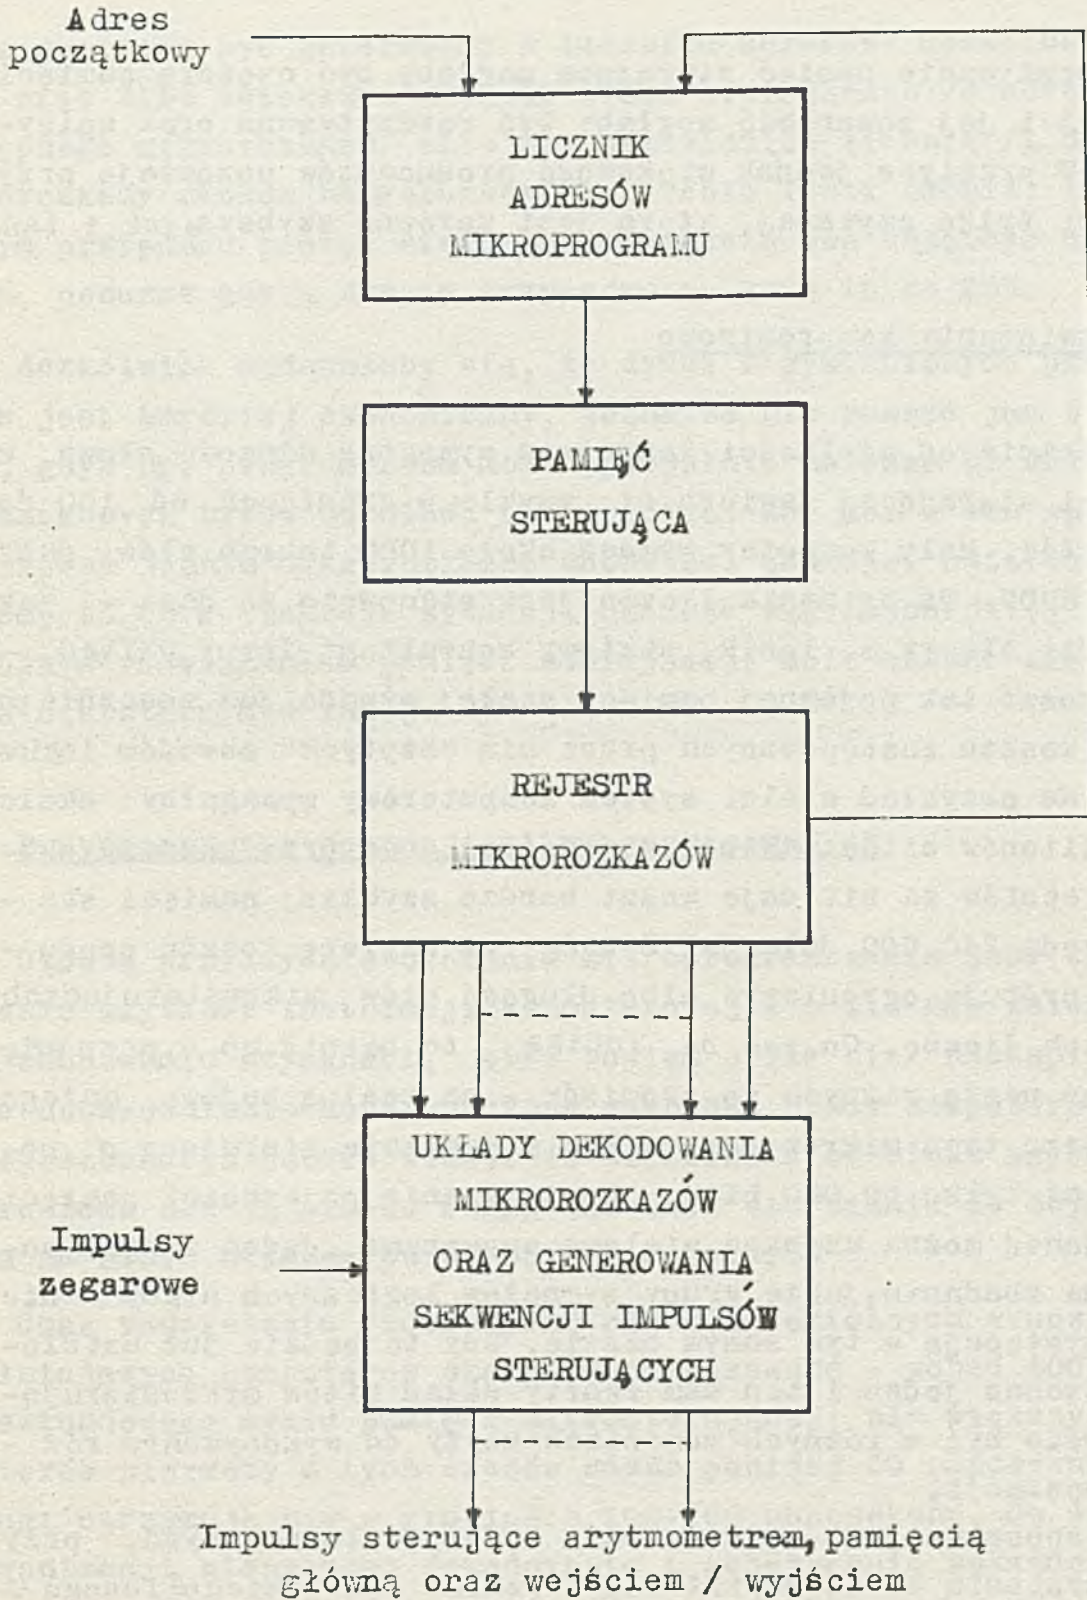 Adres
początkowy
LICZNIK
ADRESÓW
MIKROPROGRAMU
PAMIĘĆ
STERUJĄCA
REJESTR
MIKROROZKAZÓW
UKŁADY DEKODOWANIA
MIKROROZKAZÓW
ORAZ GENEROWANIA
SEKWENCJI IMPULSÓW
STERUJĄCYCH
Impulsy
zegarowe
Impulsy sterujące arytmometrem, pamięcią
główną oraz wejściem / wyjściem